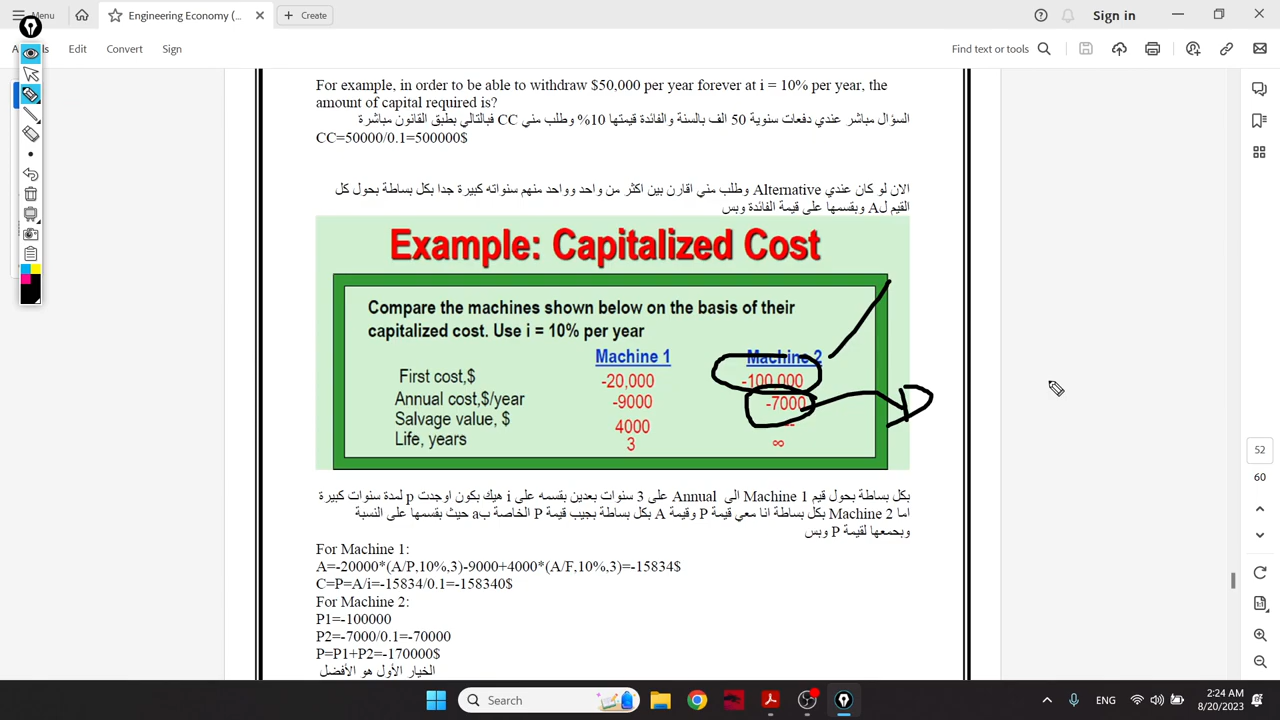 Menu
Engineering Economy (...
Create
Sign in
Edit
Convert
Sign
Find text or tools
For example, in order to be able to withdraw $50,000 per year forever at i = 10% per year, the
amount of capital required is?
السؤال مباشر عندي دفعات سنوية 50 الف بالسنة والفائدة قيمتها 10% وطلب مني CC فبالتالي بطبق القانون مباشرة
CC=50000/0.1=500000$
الان لو كان عندي Alternative وطلب مني اقارن بين اكثر من واحد وواحد منهم سنواته كبيرة جدا بكل بساطة بحول كل
القيم لA وبقسمها على قيمة الفائدة وبس
Example: Capitalized Cost
Compare the machines shown below on the basis of their
capitalized cost. Use i = 10% per year
Machine 1 Machine 2
First cost,$ -20,000 -100,000
Annual cost,$/year -9000 -7000
Salvage value, $ 4000 ---
Life, years 3 ∞
بكل بساطة بحول قيم Machine 1 الى Annual على 3 سنوات بعدين بقسمه على i هيك بكون اوجدت p لمدة سنوات كبيرة
اما Machine 2 بكل بساطة انا معي قيمة P وقيمة A بكل بساطة بجيب قيمة P الخاصة بa حيث بقسمها على النسبة
وبجمعها لقيمة P وبس
For Machine 1:
A=-20000*(A/P,10%,3)-9000+4000*(A/F,10%,3)=-15834$
C=P=A/i=-15834/0.1=-158340$
For Machine 2:
P1=-100000
P2=-7000/0.1=-70000
P=P1+P2=-170000$
الخيار الأول هو الأفضل
52
60
Search
ENG
2:24 AM
8/20/2023